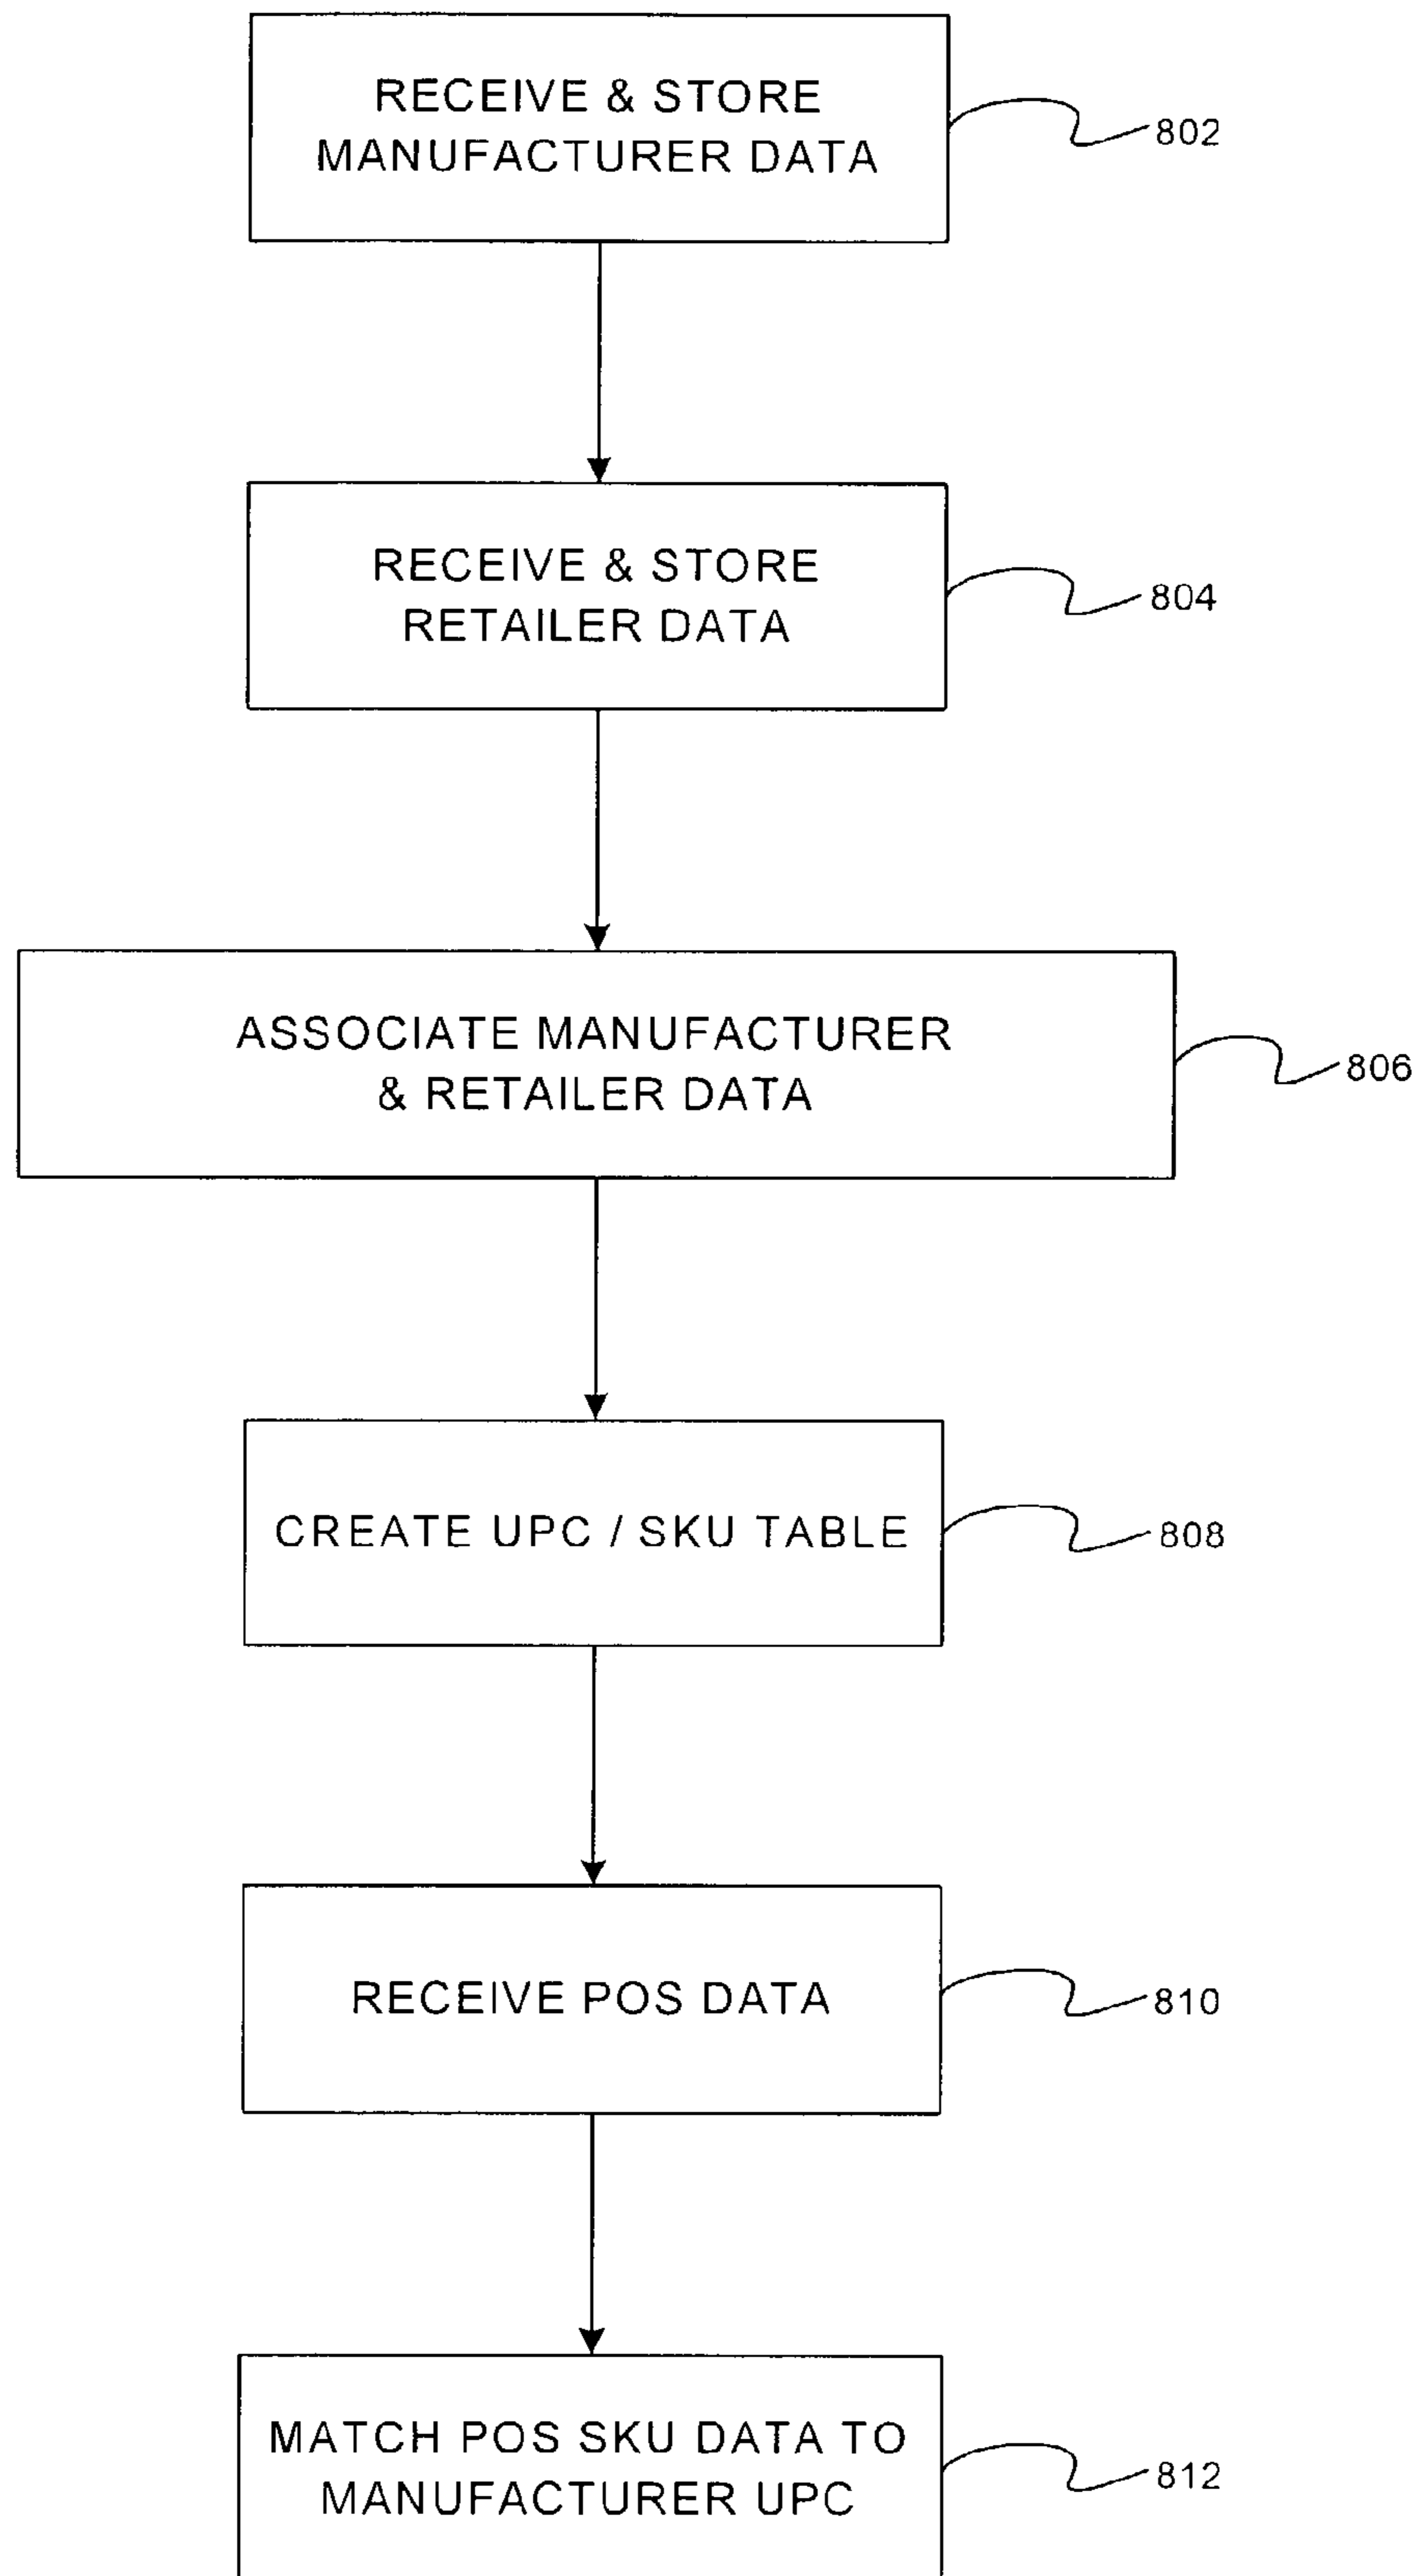 RECEIVE & STORE
MANUFACTURER DATA
802
RECEIVE & STORE
RETAILER DATA
804
ASSOCIATE MANUFACTURER
& RETAILER DATA
806
CREATE UPC / SKU TABLE
808
RECEIVE POS DATA
810
MATCH POS SKU DATA TO
MANUFACTURER UPC
812